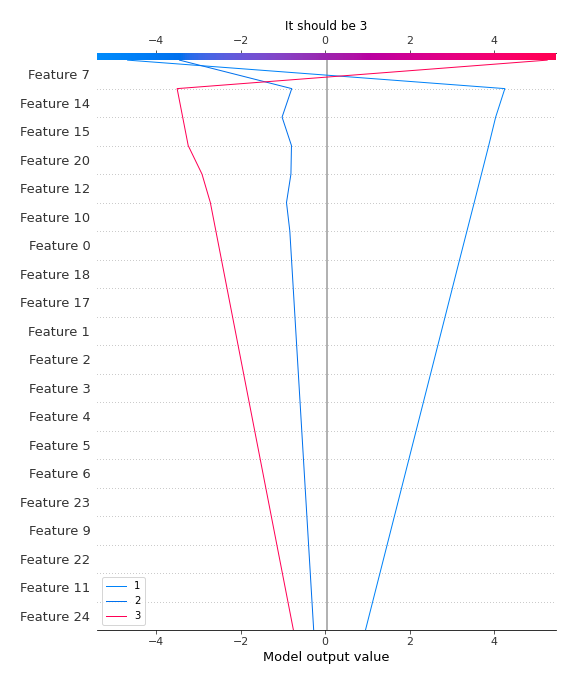 It should be 3
−4 −2 0 2 4
Feature 7
Feature 14
Feature 15
Feature 20
Feature 12
Feature 10
Feature 0
Feature 18
Feature 17
Feature 1
Feature 2
Feature 3
Feature 4
Feature 5
Feature 6
Feature 23
Feature 9
Feature 22
Feature 11
Feature 24
1
2
3
−4 −2 0 2 4
Model output value